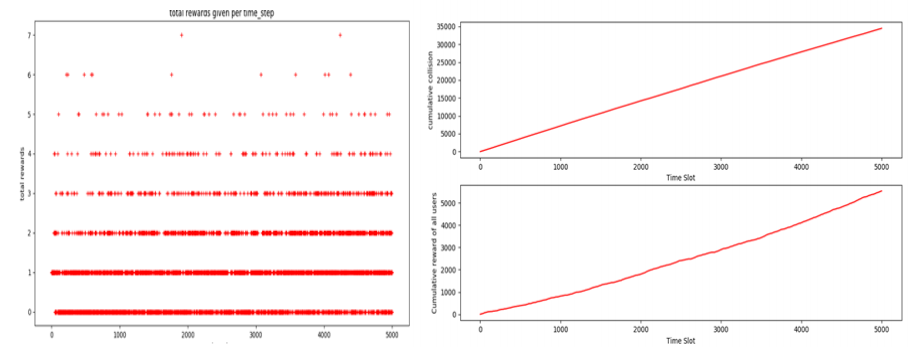 total rewards given per time_step
total rewards
7
6
5
4
3
2
1
0
0 1000 2000 3000 4000 5000
cumulative collision
35000
30000
25000
20000
15000
10000
5000
0
0 1000 2000 3000 4000 5000
Time Slot
Cumulative reward of all users
5000
4000
3000
2000
1000
0
0 1000 2000 3000 4000 5000
Time Slot